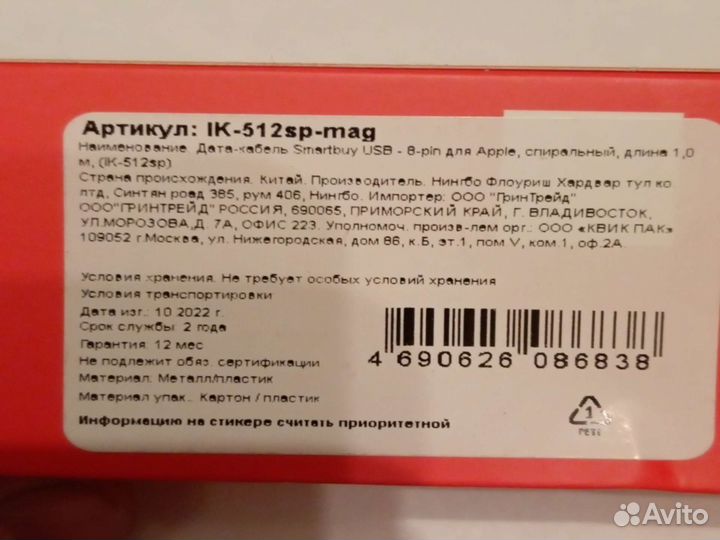 Артикул: IK-512sp-mag
Наименование. Дата-кабель Smartbuy USB - 8-pin для Apple, спиральный, длина 1,0
м, (IK-512sp)
Страна происхождения. Китай. Производитель. Нингбо Флоуриш Хардвар тул ко
лтд, Синтян роад 385, рум 406, Нингбо. Импортер: ООО "ГринТрейд"
ООО"ГРИНТРЕЙД" РОССИЯ, 690065, ПРИМОРСКИЙ КРАЙ, Г. ВЛАДИВОСТОК,
УЛ.МОРОЗОВА,Д. 7А, ОФИС 223. Уполномоч. произв-лем орг.: ООО «КВИК ПАК»
109052 г.Москва, ул. Нижегородская, дом 86, к.Б, эт.1, пом V, ком.1, оф.2А.
Условия хранения. Не требует особых условий хранения
Условия транспортировки
Дата изг.: 10.2022 г.
Срок службы: 2 года
Гарантия: 12 мес
Не подлежит обяз. сертификации
Материал: Металл/пластик
Материал упак.. Картон / пластик
Информацию на стикере считать приоритетной
4 690626 086838
1
Avito